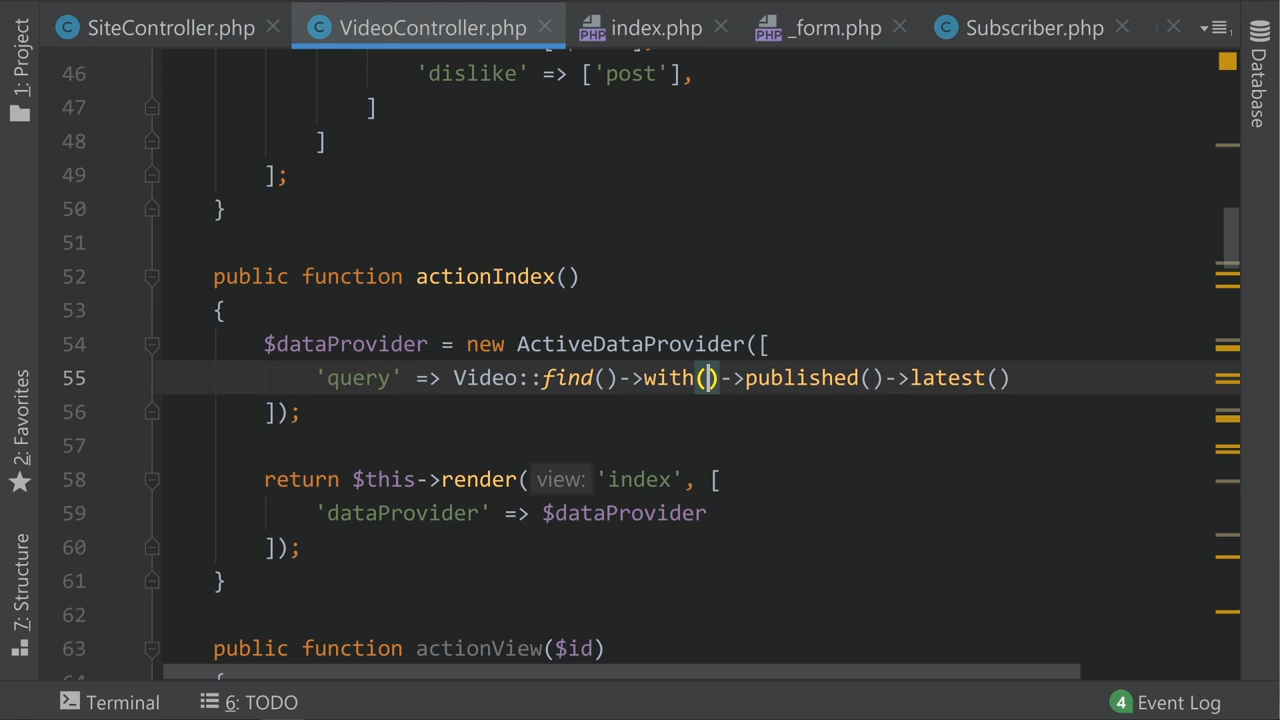 SiteController.php
VideoController.php
index.php
_form.php
Subscriber.php
1: Project
2: Favorites
7: Structure
Database
46 'dislike' => ['post'],
47 ]
48 ]
49 ];
50 }
51
52 public function actionIndex()
53 {
54 $dataProvider = new ActiveDataProvider([
55 'query' => Video::find()->with()->published()->latest()
56 ]);
57
58 return $this->render( view: 'index', [
59 'dataProvider' => $dataProvider
60 ]);
61 }
62
63 public function actionView($id)
Terminal
6: TODO
4 Event Log